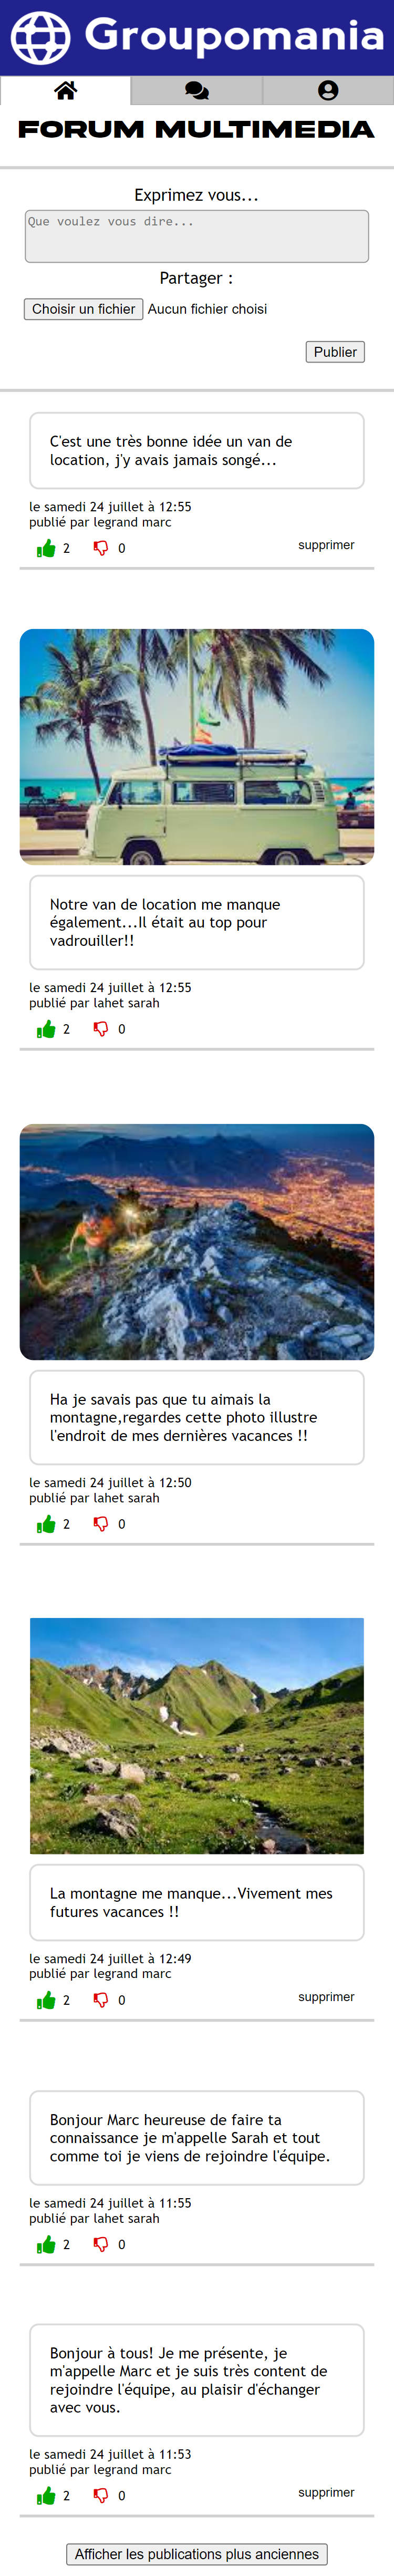 Groupomania
FORUM MULTIMEDIA
Exprimez vous...
Que voulez vous dire...
Partager :
Choisir un fichier Aucun fichier choisi
Publier
C'est une très bonne idée un van de
location, j'y avais jamais songé...
le samedi 24 juillet à 12:55
publié par legrand marc
2 0 supprimer
Notre van de location me manque
également...Il était au top pour
vadrouiller!!
le samedi 24 juillet à 12:55
publié par lahet sarah
2 0
Ha je savais pas que tu aimais la
montagne,regardes cette photo illustre
l'endroit de mes dernières vacances !!
le samedi 24 juillet à 12:50
publié par lahet sarah
2 0
La montagne me manque...Vivement mes
futures vacances !!
le samedi 24 juillet à 12:49
publié par legrand marc
2 0 supprimer
Bonjour Marc heureuse de faire ta
connaissance je m'appelle Sarah et tout
comme toi je viens de rejoindre l'équipe.
le samedi 24 juillet à 11:55
publié par lahet sarah
2 0
Bonjour à tous! Je me présente, je
m'appelle Marc et je suis très content de
rejoindre l'équipe, au plaisir d'échanger
avec vous.
le samedi 24 juillet à 11:53
publié par legrand marc
2 0 supprimer
Afficher les publications plus anciennes